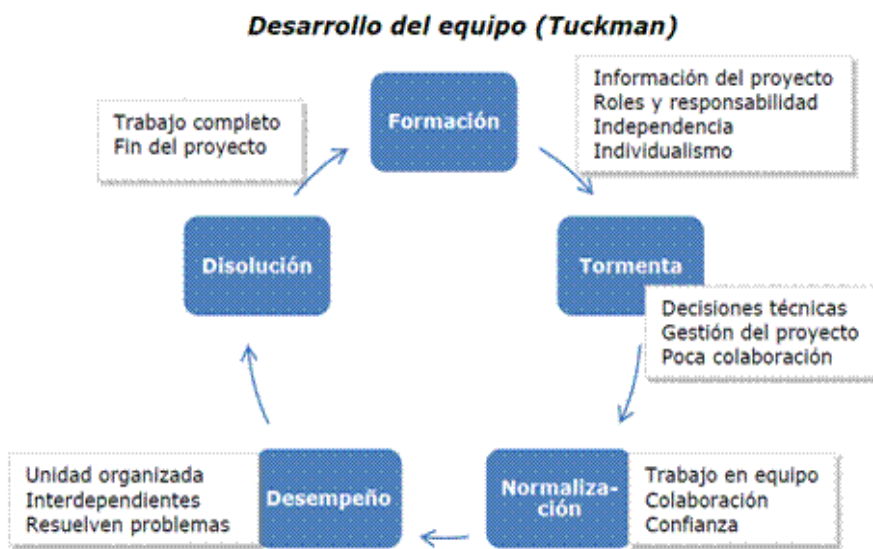 Desarrollo del equipo (Tuckman)
Formación
Información del proyecto
Roles y responsabilidad
Independencia
Individualismo
Tormenta
Decisiones técnicas
Gestión del proyecto
Poca colaboración
Normaliza-
ción
Trabajo en equipo
Colaboración
Confianza
Desempeño
Unidad organizada
Interdependientes
Resuelven problemas
Disolución
Trabajo completo
Fin del proyecto